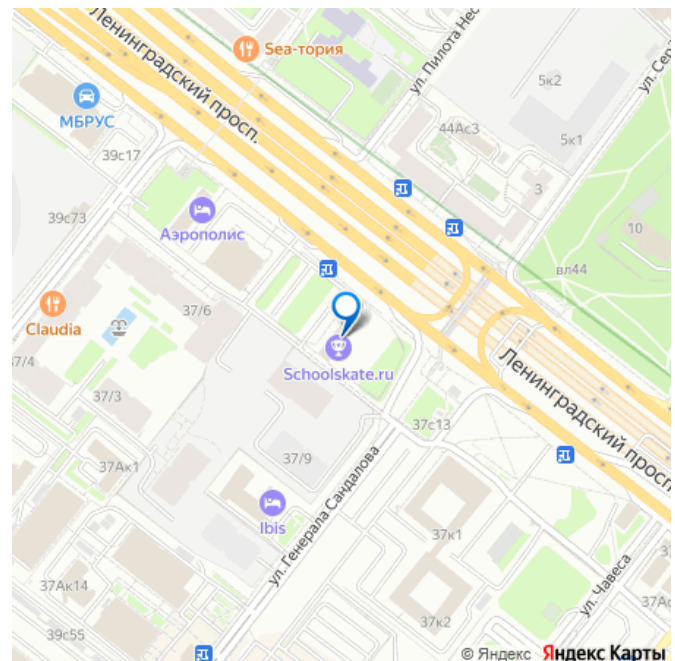 Ленинградский просп.
Sea-тория
ул. Пилота Нес
5к2
ул. Сер
МБРУС
44Ас3
5к1
39с17
3
39с73
Аэрополис
10
вл44
37/6
Claudia
Schoolskate.ru
37/4
Ленинградский просп.
37/3
37с13
37Ак1
37/9
ул. Генерала Сандалова
Ibis
37к1
37Ак14
ул. Чавеса
37Ас
37к2
39с55
© Яндекс Яндекс Карты